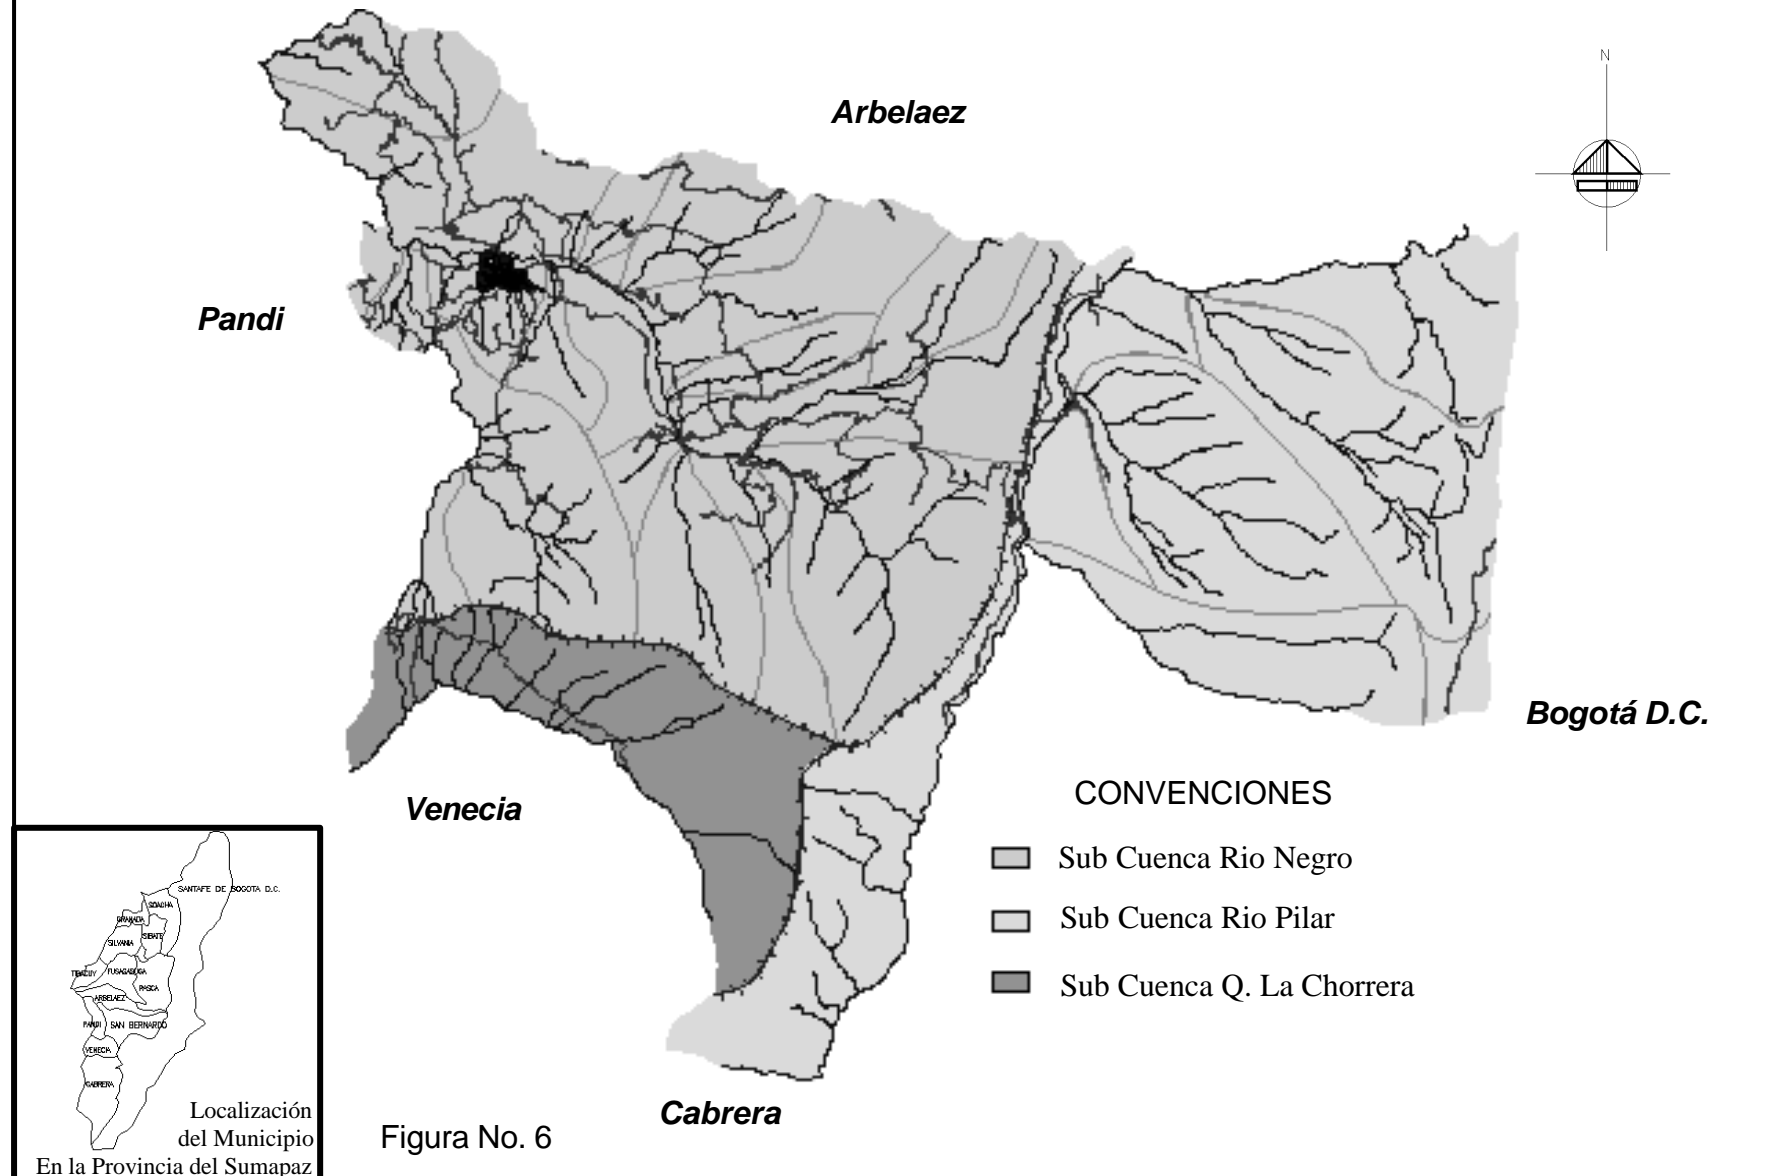 N
Arbelaez
Pandi
Bogotá D.C.
Venecia
CONVENCIONES
Sub Cuenca Rio Negro
Sub Cuenca Rio Pilar
Sub Cuenca Q. La Chorrera
Cabrera
Figura No. 6
SANTAFE DE BOGOTA D.C.
SOACHA
GRANADA
SIBATE
SILVANIA
TIBACUY
FUSAGASUGA
PASCA
ARBELAEZ
PANDI
SAN BERNARDO
VENECIA
CABRERA
Localización
del Municipio
En la Provincia del Sumapaz